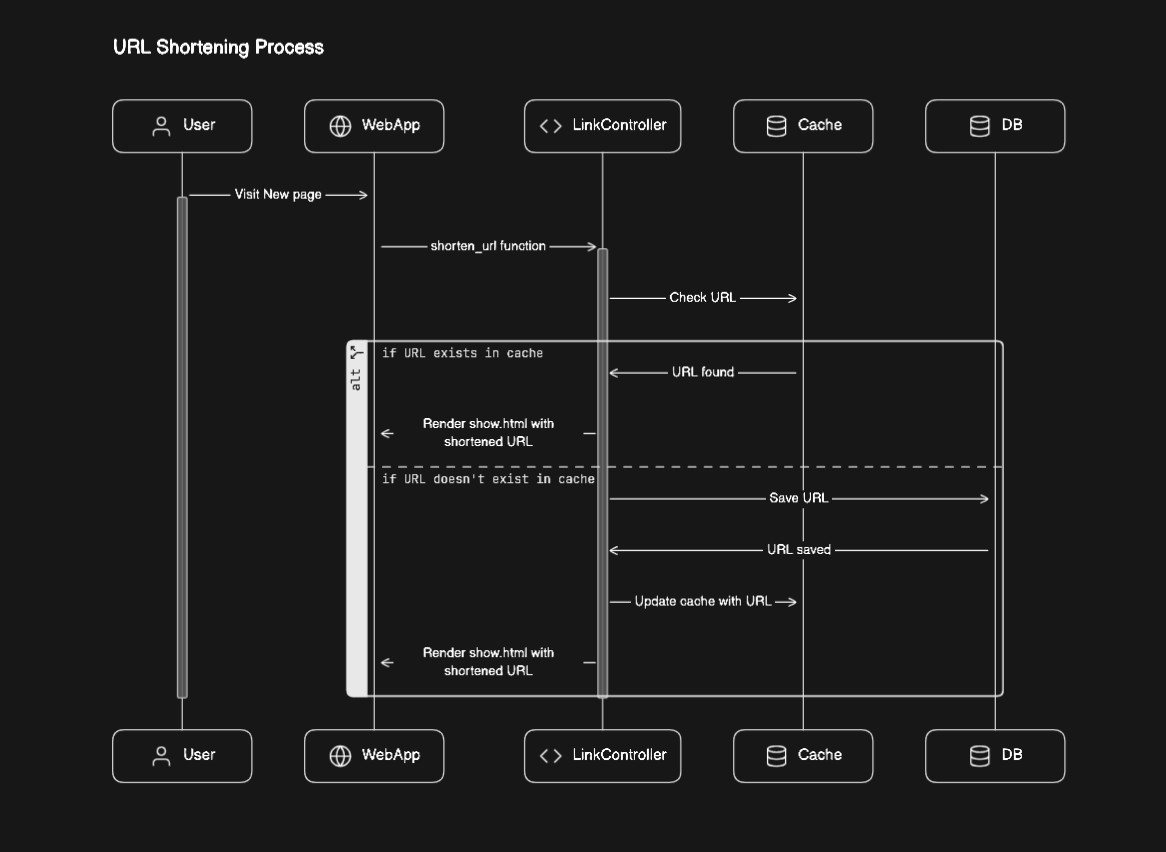 URL Shortening Process
User
WebApp
LinkController
Cache
DB
Visit New page
shorten_url function
Check URL
alt
if URL exists in cache
URL found
Render show.html with
shortened URL
if URL doesn't exist in cache
Save URL
URL saved
Update cache with URL
Render show.html with
shortened URL
User
WebApp
LinkController
Cache
DB